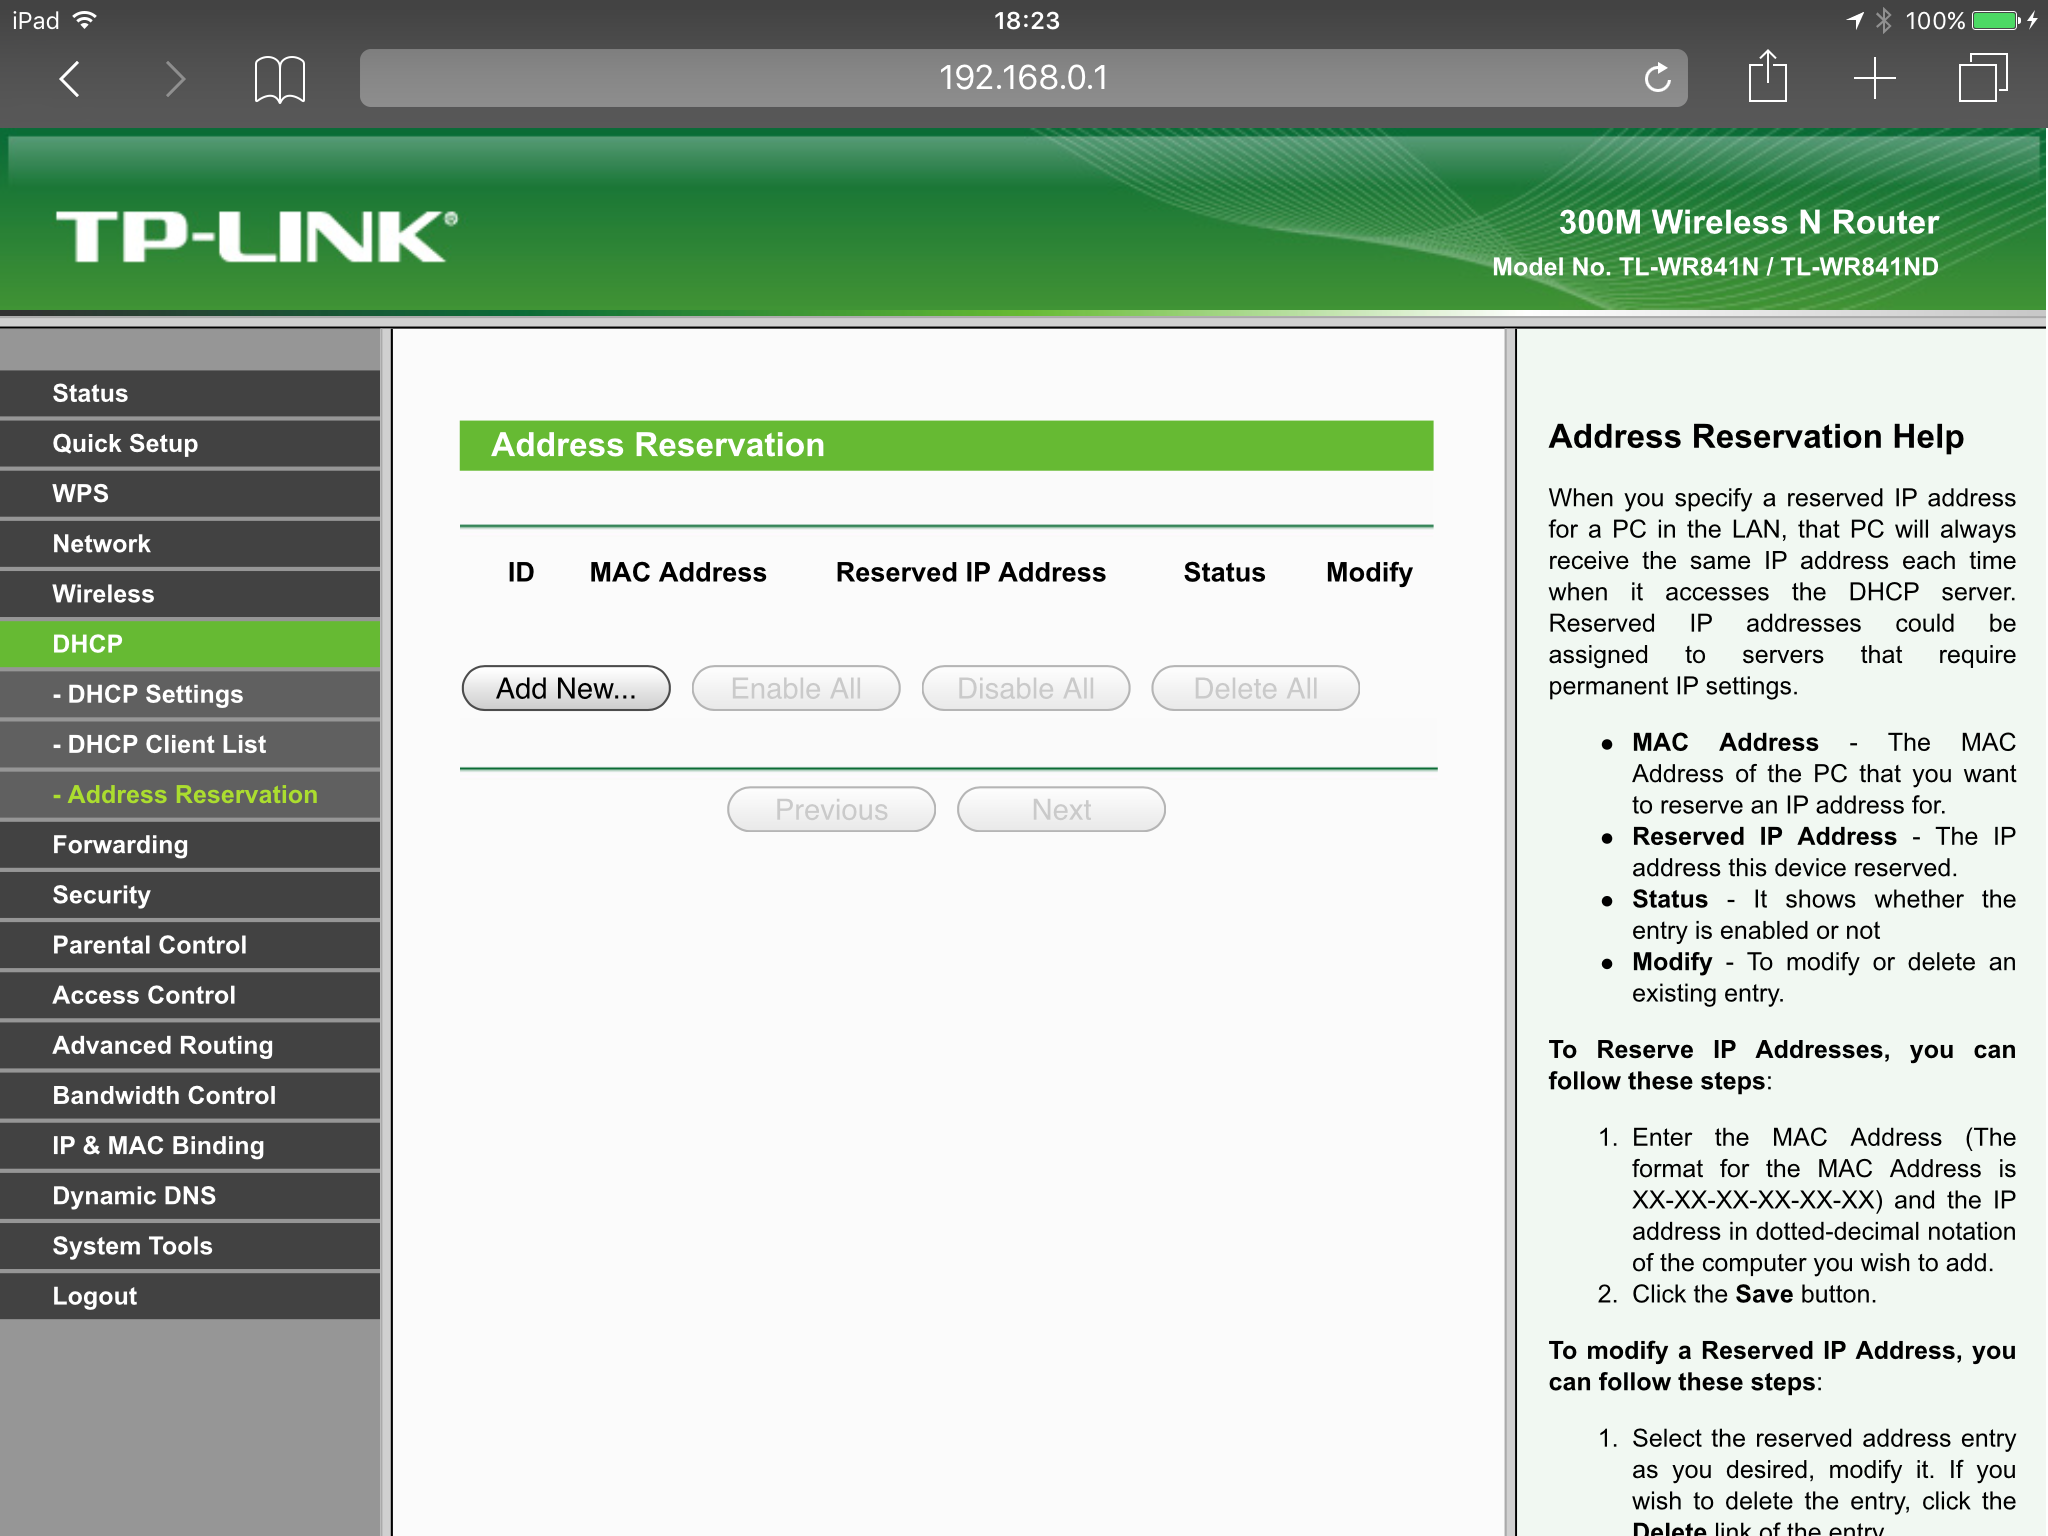 iPad
18:23
100%
192.168.0.1
TP-LINK®
300M Wireless N Router
Model No. TL-WR841N / TL-WR841ND
Status
Quick Setup
WPS
Network
Wireless
DHCP
- DHCP Settings
- DHCP Client List
- Address Reservation
Forwarding
Security
Parental Control
Access Control
Advanced Routing
Bandwidth Control
IP & MAC Binding
Dynamic DNS
System Tools
Logout
Address Reservation
ID MAC Address Reserved IP Address Status Modify
Add New... Enable All Disable All Delete All
Previous Next
Address Reservation Help
When you specify a reserved IP address
for a PC in the LAN, that PC will always
receive the same IP address each time
when it accesses the DHCP server.
Reserved IP addresses could be
assigned to servers that require
permanent IP settings.
● MAC Address - The MAC
Address of the PC that you want
to reserve an IP address for.
● Reserved IP Address - The IP
address this device reserved.
● Status - It shows whether the
entry is enabled or not
● Modify - To modify or delete an
existing entry.
To Reserve IP Addresses, you can
follow these steps:
1. Enter the MAC Address (The
format for the MAC Address is
XX-XX-XX-XX-XX-XX) and the IP
address in dotted-decimal notation
of the computer you wish to add.
2. Click the Save button.
To modify a Reserved IP Address, you
can follow these steps:
1. Select the reserved address entry
as you desired, modify it. If you
wish to delete the entry, click the
Delete link of the entry.